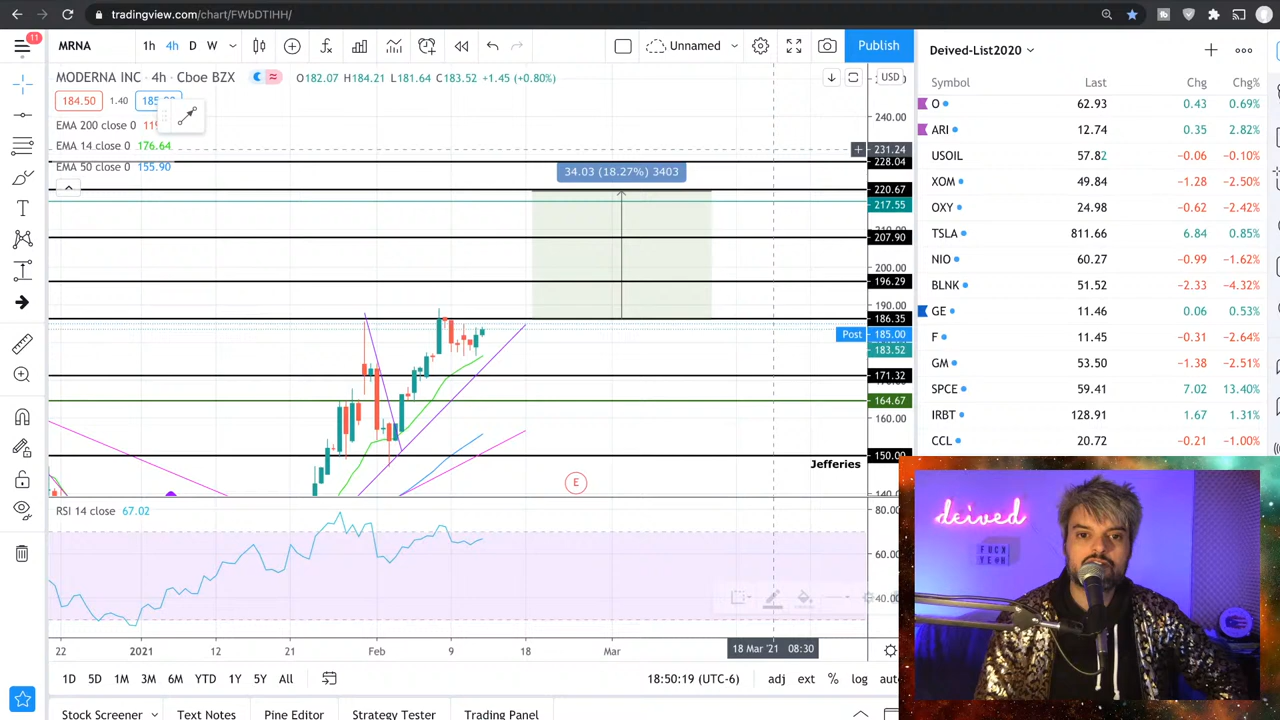 tradingview.com/chart/FWbDTIHH/
11
MRNA
1h
4h
D
W
Unnamed
Publish
MODERNA INC · 4h · Cboe BZX
O182.07 H184.21 L181.64 C183.52 +1.45 (+0.80%)
USD
184.50
1.40
EMA 200 close 0
EMA 14 close 0 176.64
EMA 50 close 0 155.90
34.03 (18.27%) 3403
240.00
231.24
228.04
220.67
217.55
207.90
200.00
196.29
190.00
186.35
Post 185.00
183.52
171.32
164.67
160.00
150.00
Jefferies
140.00
E
RSI 14 close 67.02
80.00
60.00
40.00
22
2021
12
21
Feb
9
18
Mar
18 Mar '21 08:30
1D
5D
1M
3M
6M
YTD
1Y
5Y
All
18:50:19 (UTC-6)
adj
ext
%
log
Stock Screener
Text Notes
Pine Editor
Strategy Tester
Trading Panel
Deived-List2020
Symbol Last Chg Chg%
O 62.93 0.43 0.69%
ARI 12.74 0.35 2.82%
USOIL 57.82 −0.06 −0.10%
XOM 49.84 −1.28 −2.50%
OXY 24.98 −0.62 −2.42%
TSLA 811.66 6.84 0.85%
NIO 60.27 −0.99 −1.62%
BLNK 51.52 −2.33 −4.32%
GE 11.46 0.06 0.53%
F 11.45 −0.31 −2.64%
GM 53.50 −1.38 −2.51%
SPCE 59.41 7.02 13.40%
IRBT 128.91 1.67 1.31%
CCL 20.72 −0.21 −1.00%
deived
FUCK
YEAH